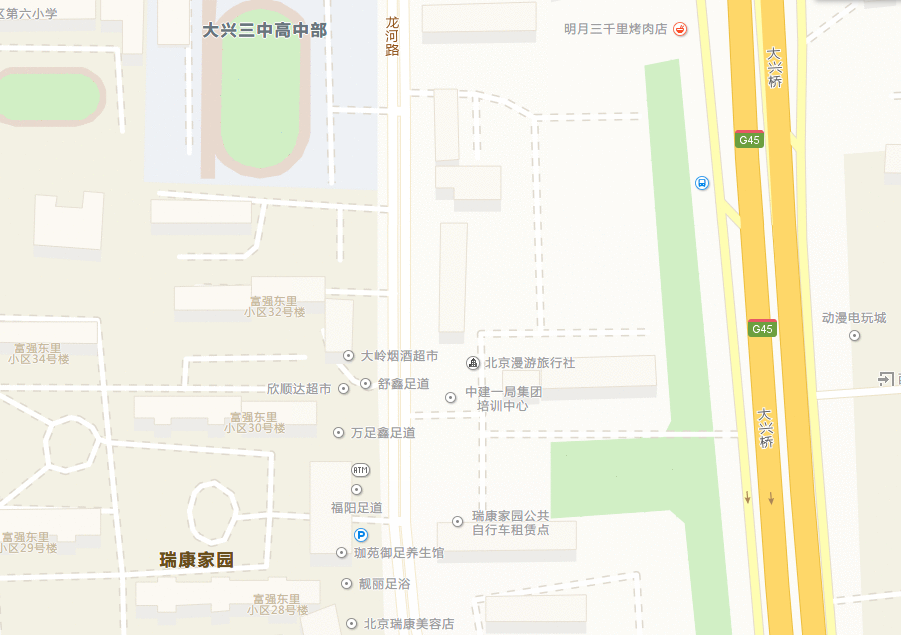 区第六小学
大兴三中高中部
龙河路
明月三千里烤肉店
大兴桥
G45
富强东里
小区32号楼
动漫电玩城
G45
富强东里
小区34号楼
大岭烟酒超市
北京漫游旅行社
欣顺达超市
舒鑫足道
中建一局集团
培训中心
富强东里
小区30号楼
万足鑫足道
大兴桥
ATM
福阳足道
瑞康家园公共
自行车租赁点
P
富强东里
小区29号楼
瑞康家园
珈苑御足养生馆
靓丽足浴
富强东里
小区28号楼
北京瑞康美容店